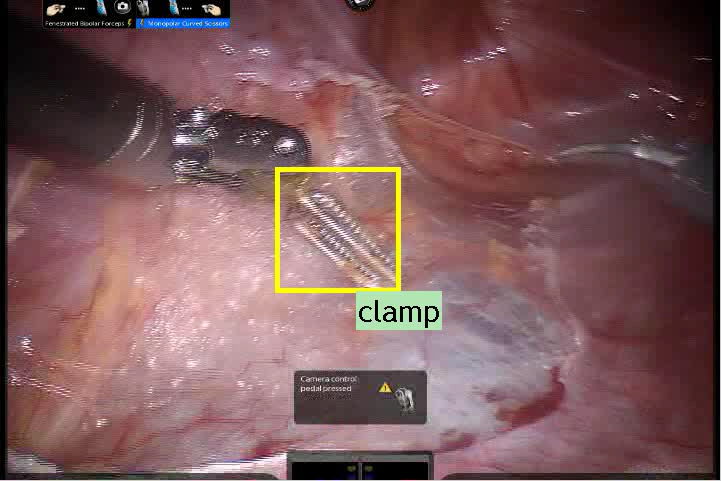 Fenestrated Bipolar Forceps Monopolar Curved Scissors
clamp
Camera control
pedal pressed